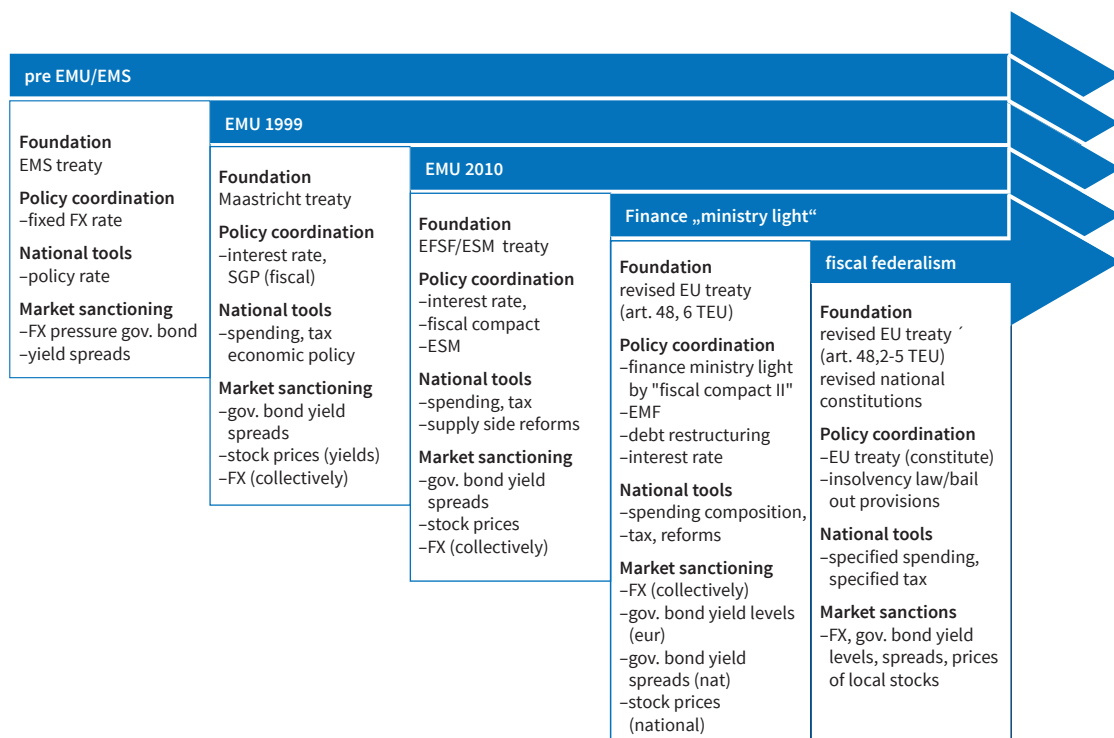 pre EMU/EMS
Foundation
EMS treaty
Policy coordination
–fixed FX rate
National tools
–policy rate
Market sanctioning
–FX pressure gov. bond
–yield spreads
EMU 1999
Foundation
Maastricht treaty
Policy coordination
–interest rate,
SGP (fiscal)
National tools
–spending, tax
economic policy
Market sanctioning
–gov. bond yield
spreads
–stock prices (yields)
–FX (collectively)
EMU 2010
Foundation
EFSF/ESM treaty
Policy coordination
–interest rate,
–fiscal compact
–ESM
National tools
–spending, tax
–supply side reforms
Market sanctioning
–gov. bond yield
spreads
–stock prices
–FX (collectively)
Finance „ministry light“
Foundation
revised EU treaty
(art. 48, 6 TEU)
Policy coordination
–finance ministry light
by "fiscal compact II"
–EMF
–debt restructuring
–interest rate
National tools
–spending composition,
–tax, reforms
Market sanctioning
–FX (collectively)
–gov. bond yield levels
(eur)
–gov. bond yield
spreads (nat)
–stock prices
(national)
fiscal federalism
Foundation
revised EU treaty ´
(art. 48,2-5 TEU)
revised national
constitutions
Policy coordination
–EU treaty (constitute)
–insolvency law/bail
out provisions
National tools
–specified spending,
specified tax
Market sanctions
–FX, gov. bond yield
levels, spreads, prices
of local stocks